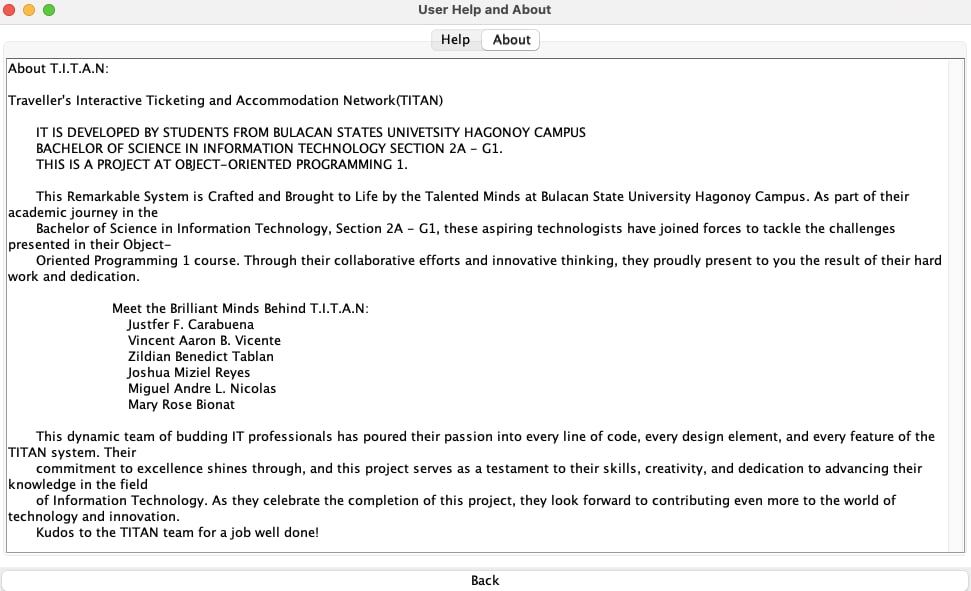 User Help and About
Help About
About T.I.T.A.N:
Traveller's Interactive Ticketing and Accommodation Network(TITAN)
IT IS DEVELOPED BY STUDENTS FROM BULACAN STATES UNIVETSITY HAGONOY CAMPUS
BACHELOR OF SCIENCE IN INFORMATION TECHNOLOGY SECTION 2A - G1.
THIS IS A PROJECT AT OBJECT-ORIENTED PROGRAMMING 1.
This Remarkable System is Crafted and Brought to Life by the Talented Minds at Bulacan State University Hagonoy Campus. As part of their
academic journey in the
Bachelor of Science in Information Technology, Section 2A - G1, these aspiring technologists have joined forces to tackle the challenges
presented in their Object-
Oriented Programming 1 course. Through their collaborative efforts and innovative thinking, they proudly present to you the result of their hard
work and dedication.
Meet the Brilliant Minds Behind T.I.T.A.N:
Justfer F. Carabuena
Vincent Aaron B. Vicente
Zildian Benedict Tablan
Joshua Miziel Reyes
Miguel Andre L. Nicolas
Mary Rose Bionat
This dynamic team of budding IT professionals has poured their passion into every line of code, every design element, and every feature of the
TITAN system. Their
commitment to excellence shines through, and this project serves as a testament to their skills, creativity, and dedication to advancing their
knowledge in the field
of Information Technology. As they celebrate the completion of this project, they look forward to contributing even more to the world of
technology and innovation.
Kudos to the TITAN team for a job well done!
Back